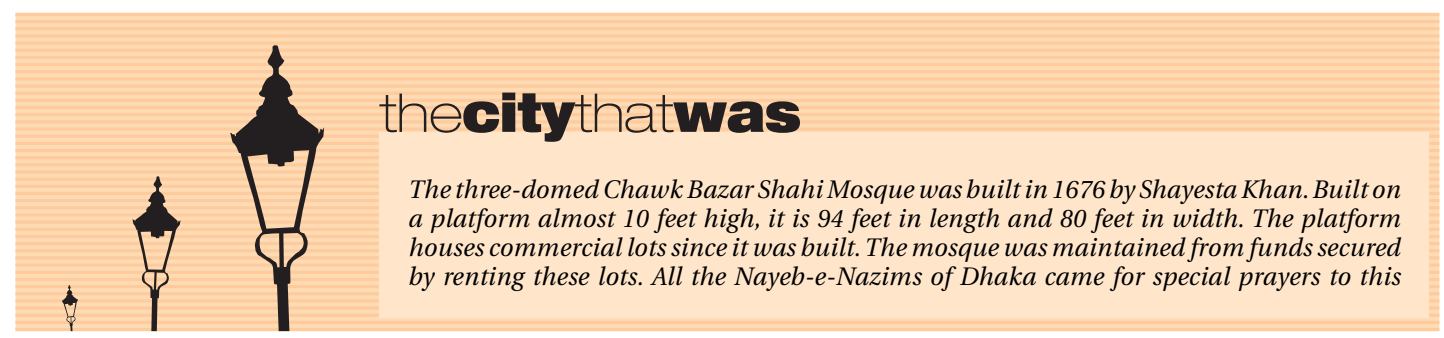 thecitythatwas
The three-domed Chawk Bazar Shahi Mosque was built in 1676 by Shayesta Khan. Built on
a platform almost 10 feet high, it is 94 feet in length and 80 feet in width. The platform
houses commercial lots since it was built. The mosque was maintained from funds secured
by renting these lots. All the Nayeb-e-Nazims of Dhaka came for special prayers to this